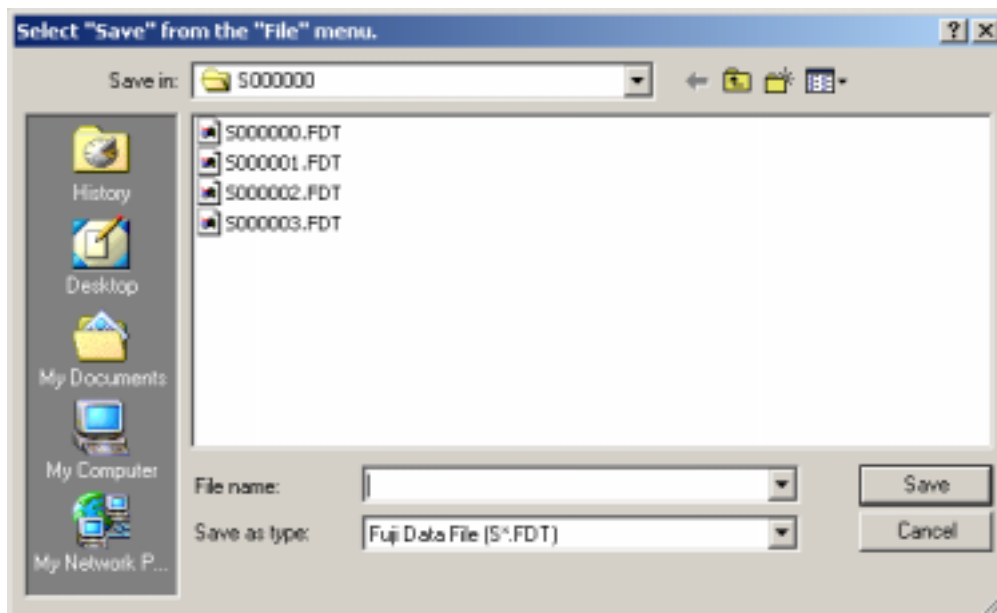 Select "Save" from the "File" menu.
Save in: S000000
S000000.FDT
S000001.FDT
S000002.FDT
S000003.FDT
History
Desktop
My Documents
My Computer
My Network P...
File name:
Save
Save as type: Fuji Data File (S*.FDT)
Cancel